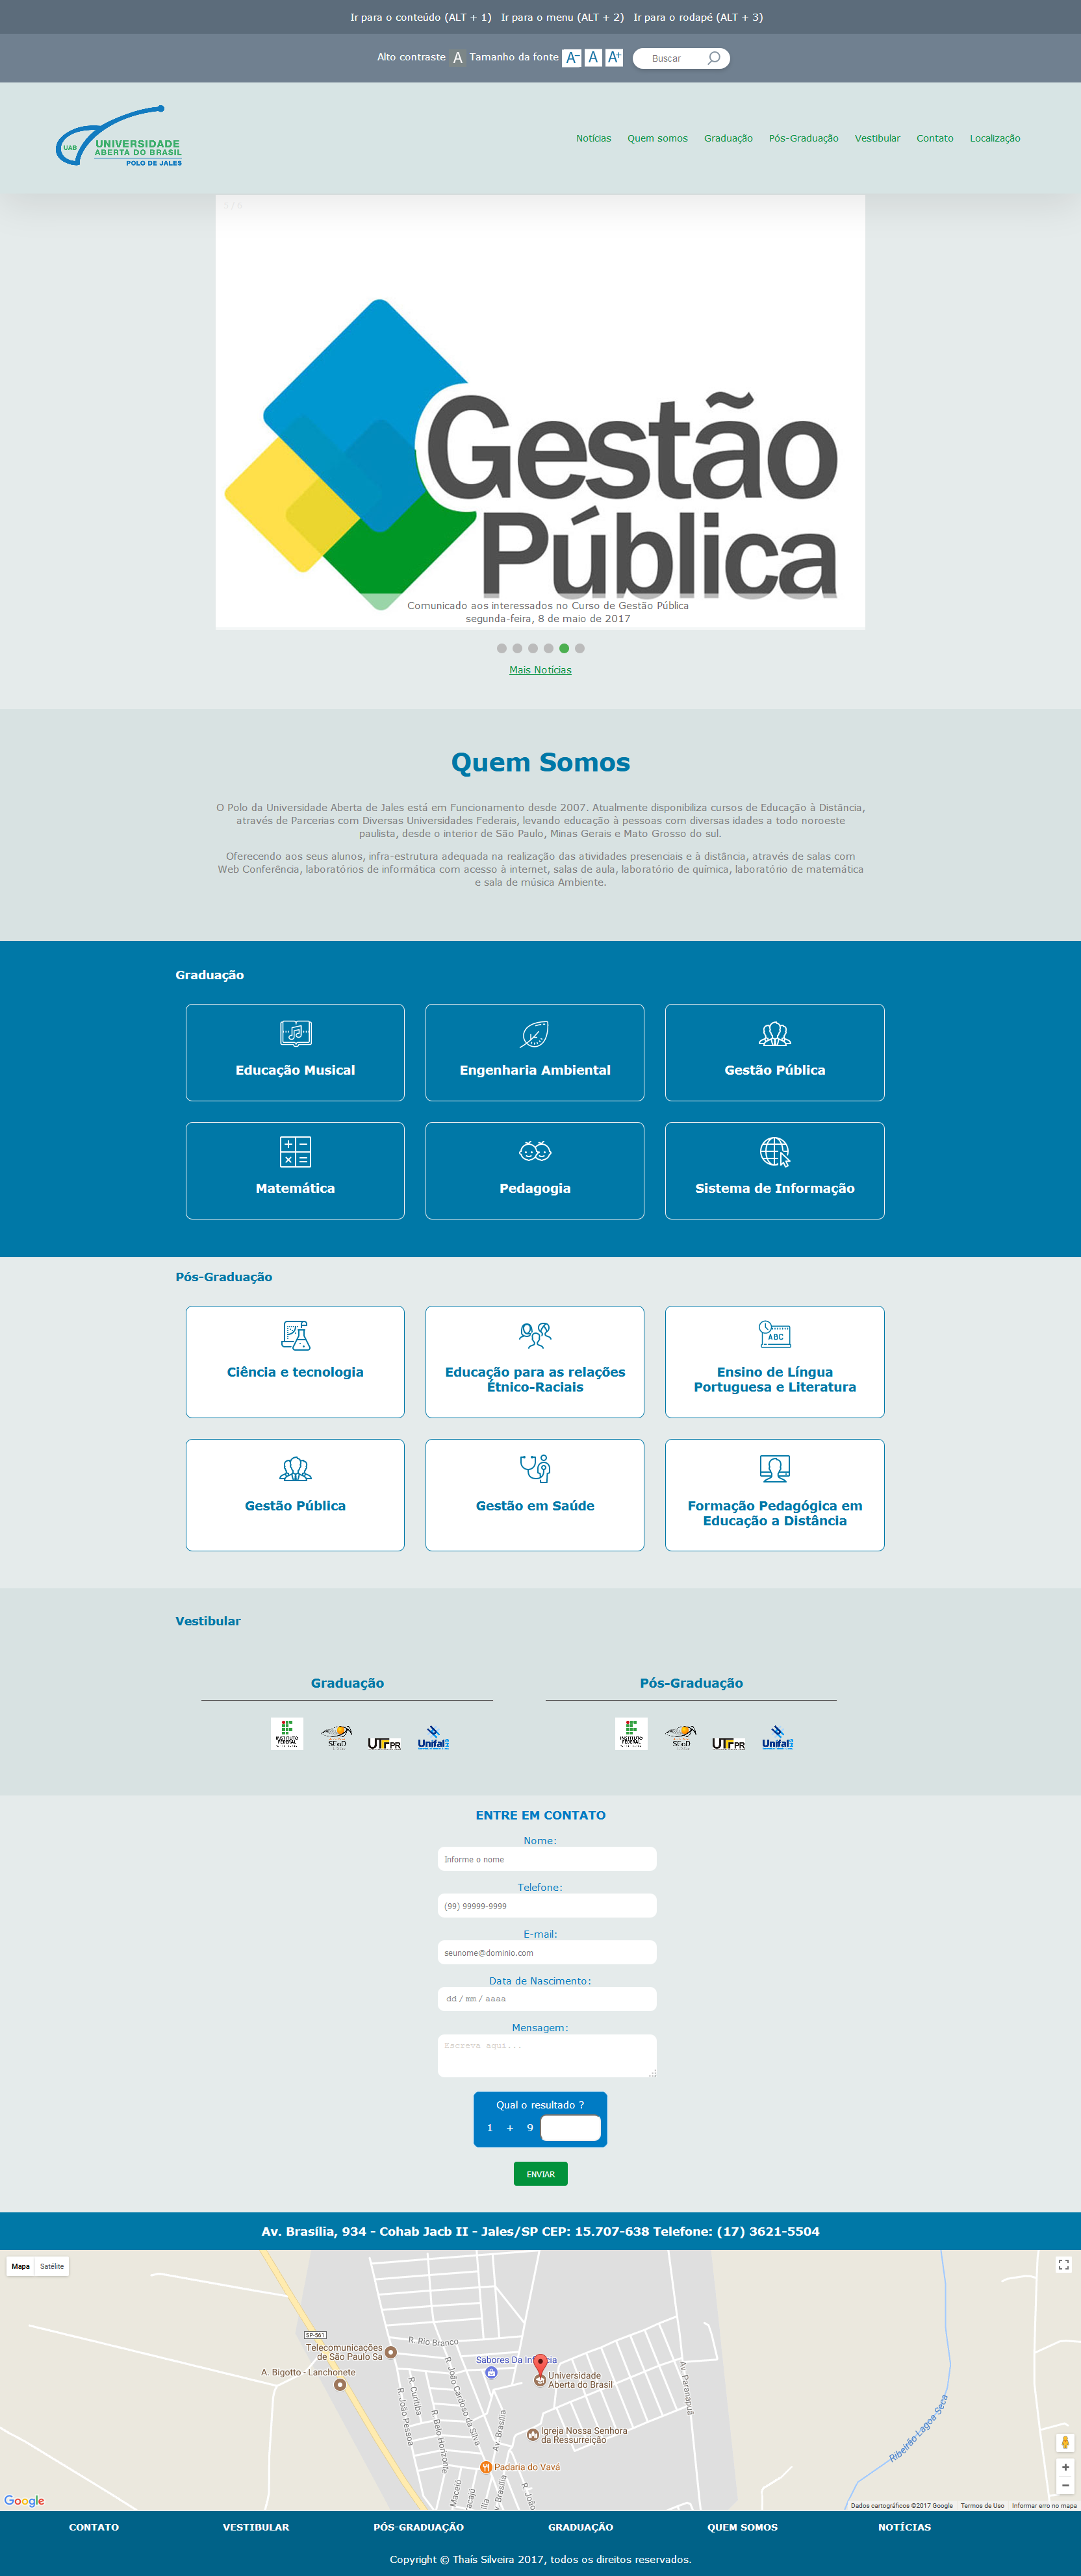 Ir para o conteúdo (ALT + 1) Ir para o menu (ALT + 2) Ir para o rodapé (ALT + 3)
Alto contraste A Tamanho da fonte A- A A+ Buscar
UAB UNIVERSIDADE
ABERTA DO BRASIL
POLO DE JALES
Notícias Quem somos Graduação Pós-Graduação Vestibular Contato Localização
Gestão
Pública
Comunicado aos interessados no Curso de Gestão Pública
segunda-feira, 8 de maio de 2017
Mais Notícias
Quem Somos
O Polo da Universidade Aberta de Jales está em Funcionamento desde 2007. Atualmente disponibiliza cursos de Educação à Distância,
através de Parcerias com Diversas Universidades Federais, levando educação à pessoas com diversas idades a todo noroeste
paulista, desde o interior de São Paulo, Minas Gerais e Mato Grosso do sul.
Oferecendo aos seus alunos, infra-estrutura adequada na realização das atividades presenciais e à distância, através de salas com
Web Conferência, laboratórios de informática com acesso à internet, salas de aula, laboratório de química, laboratório de matemática
e sala de música Ambiente.
Graduação
Educação Musical
Engenharia Ambiental
Gestão Pública
Matemática
Pedagogia
Sistema de Informação
Pós-Graduação
Ciência e tecnologia
Educação para as relações
Étnico-Raciais
ABC
Ensino de Língua
Portuguesa e Literatura
Gestão Pública
Gestão em Saúde
Formação Pedagógica em
Educação a Distância
Vestibular
Graduação
INSTITUTO
FEDERAL
SEaD
UTFPR
Unifal
Pós-Graduação
INSTITUTO
FEDERAL
SEaD
UTFPR
Unifal
ENTRE EM CONTATO
Nome:
Informe o nome
Telefone:
(99) 99999-9999
E-mail:
seunome@dominio.com
Data de Nascimento:
dd / mm / aaaa
Mensagem:
Escreva aqui...
Qual o resultado ?
1 + 9
ENVIAR
Av. Brasília, 934 - Cohab Jacb II - Jales/SP CEP: 15.707-638 Telefone: (17) 3621-5504
Mapa Satélite
SP-561
R. Rio Branco
Telecomunicações
de São Paulo Sa
A. Bigotto - Lanchonete
Universidade
Aberta do Brasil
R. João Cardoso da Silva
R. Curitiba
R. João Pessoa
R. Belo Horizonte
Av. Brasília
Av. Paranapuã
Igreja Nossa Senhora
da Ressurreição
Padaria do Vavá
Maceió
Brasília
R. João
Ribeirão Lagoa Seca
Google
Dados cartográficos ©2017 Google Termos de Uso Informar erro no mapa
CONTATO VESTIBULAR PÓS-GRADUAÇÃO GRADUAÇÃO QUEM SOMOS NOTÍCIAS
Copyright © Thaís Silveira 2017, todos os direitos reservados.